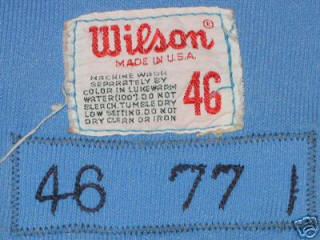 Wilson®
MADE IN U.S.A.
MACHINE WASH
SEPARATELY BY
COLOR IN LUKEWARM
WATER (100°). DO NOT
BLEACH. TUMBLE DRY
LOW SETTING. DO NOT
DRY CLEAN OR IRON
46
46 77 1